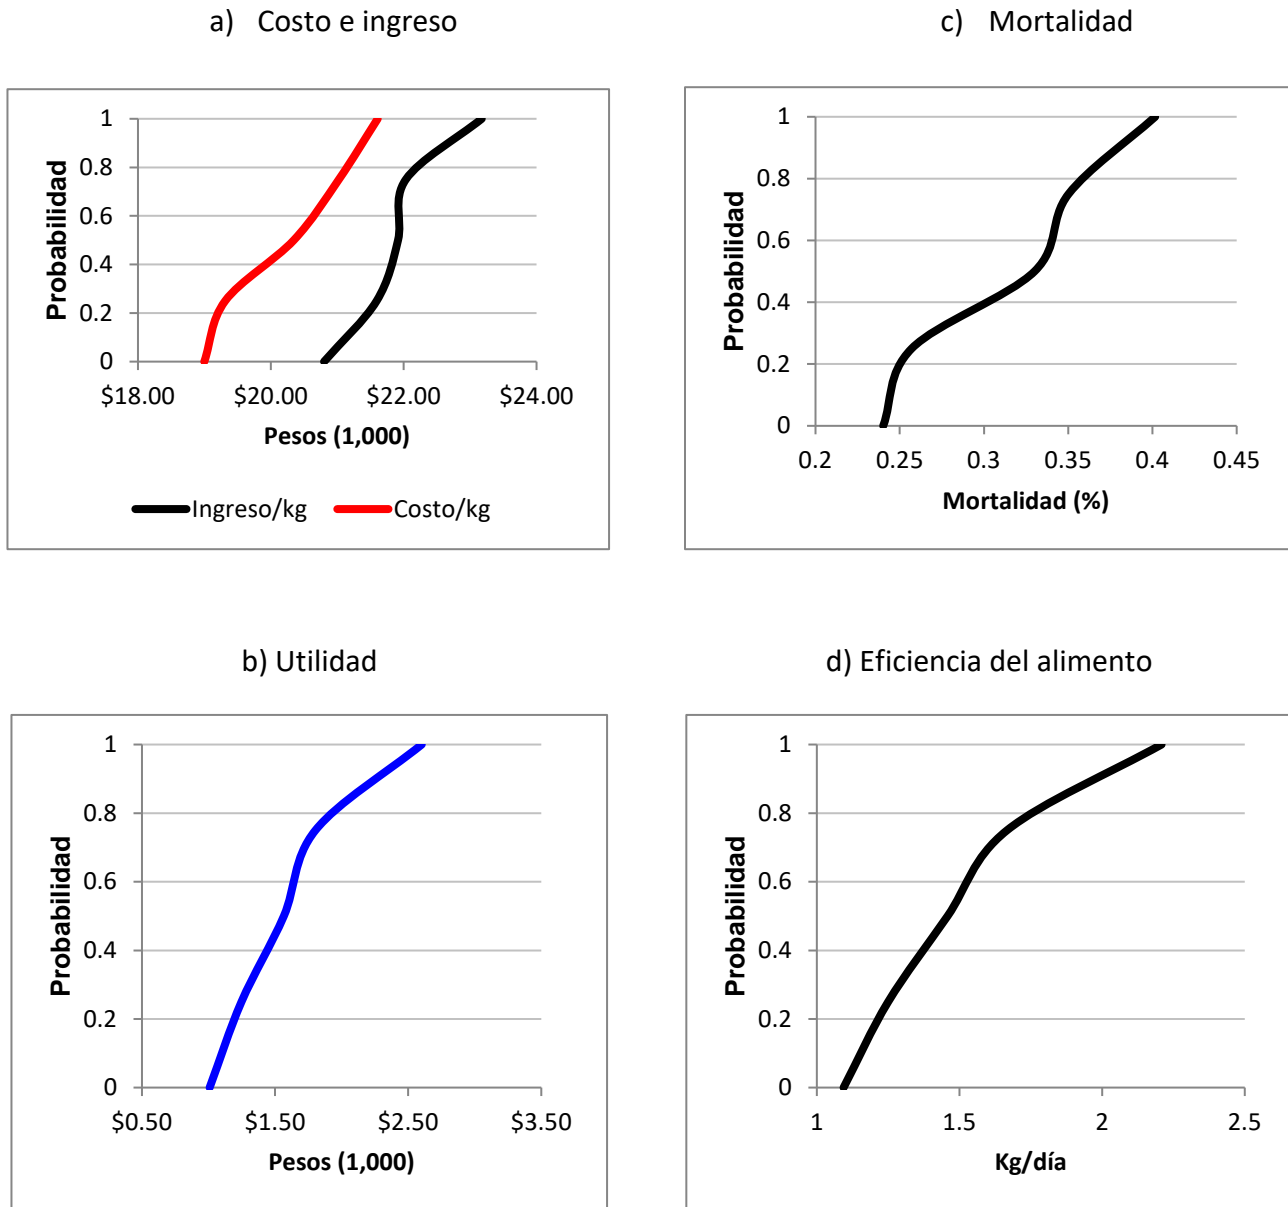 a) Costo e ingreso
1
0.8
0.6
0.4
0.2
0
Probabilidad
$18.00 $20.00 $22.00 $24.00
Pesos (1,000)
Ingreso/kg Costo/kg
c) Mortalidad
1
0.8
0.6
0.4
0.2
0
Probabilidad
0.2 0.25 0.3 0.35 0.4 0.45
Mortalidad (%)
b) Utilidad
1
0.8
0.6
0.4
0.2
0
Probabilidad
$0.50 $1.50 $2.50 $3.50
Pesos (1,000)
d) Eficiencia del alimento
1
0.8
0.6
0.4
0.2
0
Probabilidad
1 1.5 2 2.5
Kg/día